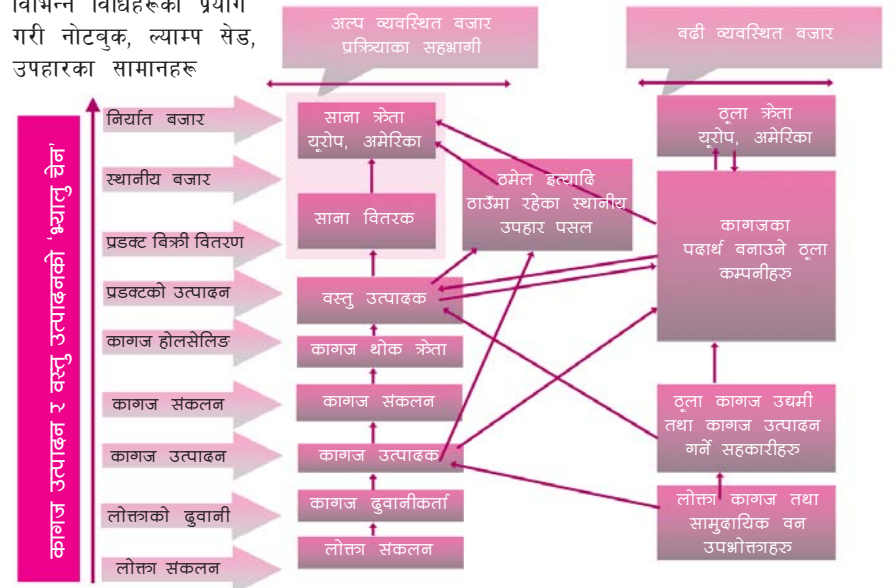 विभिन्न विधिहरूको प्रयोग
गरी नोटबुक, ल्याम्प सेड,
उपहारका सामानहरू
अल्प व्यवस्थित बजार
प्रक्रियाका सहभागी
बढी व्यवस्थित बजार
कागज उत्पादन र वस्तु उत्पादनको 'भ्यालु चेन'
निर्यात बजार
स्थानीय बजार
प्रडक्ट बिक्री वितरण
प्रडक्टको उत्पादन
कागज होलसेलिङ
कागज संकलन
कागज उत्पादन
लोक्ताको ढुवानी
लोक्ता संकलन
साना क्रेता
यूरोप, अमेरिका
साना वितरक
वस्तु उत्पादक
कागज थोक क्रेता
कागज संकलन
कागज उत्पादक
कागज ढुवानीकर्ता
लोक्ता संकलन
ठमेल इत्यादि
ठाउँमा रहेका स्थानीय
उपहार पसल
ठूला क्रेता
यूरोप, अमेरिका
कागजका
पदार्थ बनाउने ठूला
कम्पनीहरु
ठूला कागज उद्यमी
तथा कागज उत्पादन
गर्ने सहकारीहरु
लोक्ता कागज तथा
सामुदायिक वन
उपभोक्ताहरु